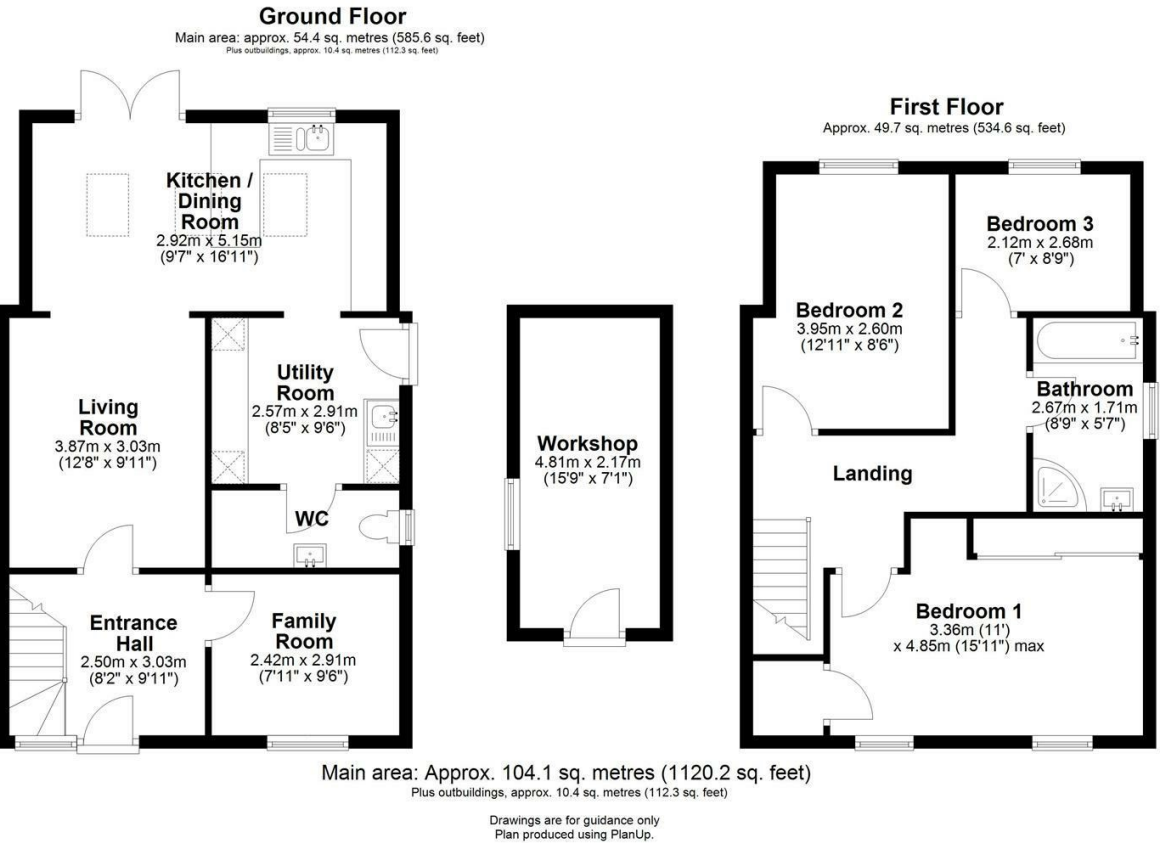 Ground Floor
Main area: approx. 54.4 sq. metres (585.6 sq. feet)
Plus outbuildings, approx. 10.4 sq. metres (112.3 sq. feet)
Kitchen /
Dining
Room
2.92m x 5.15m
(9'7" x 16'11")
Living
Room
3.87m x 3.03m
(12'8" x 9'11")
Utility
Room
2.57m x 2.91m
(8'5" x 9'6")
WC
Entrance
Hall
2.50m x 3.03m
(8'2" x 9'11")
Family
Room
2.42m x 2.91m
(7'11" x 9'6")
Workshop
4.81m x 2.17m
(15'9" x 7'1")
First Floor
Approx. 49.7 sq. metres (534.6 sq. feet)
Bedroom 3
2.12m x 2.68m
(7' x 8'9")
Bedroom 2
3.95m x 2.60m
(12'11" x 8'6")
Bathroom
2.67m x 1.71m
(8'9" x 5'7")
Landing
Bedroom 1
3.36m (11')
x 4.85m (15'11") max
Main area: Approx. 104.1 sq. metres (1120.2 sq. feet)
Plus outbuildings, approx. 10.4 sq. metres (112.3 sq. feet)
Drawings are for guidance only
Plan produced using PlanUp.